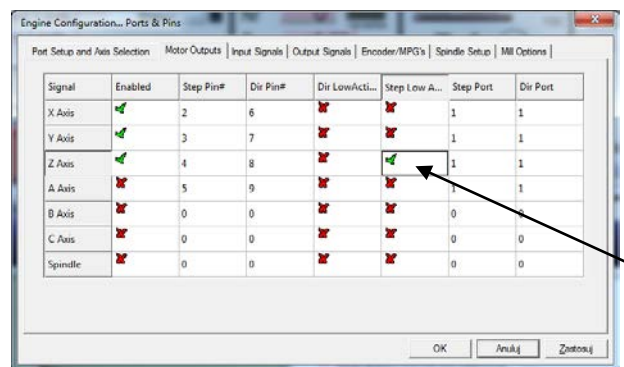 Engine Configuration... Ports & Pins
Port Setup and Axis Selection Motor Outputs Input Signals Output Signals Encoder/MPG's Spindle Setup Mill Options
Signal Enabled Step Pin# Dir Pin# Dir LowActi... Step Low A... Step Port Dir Port
X Axis 2 6 1 1
Y Axis 3 7 1 1
Z Axis 4 8 1 1
A Axis 5 9 1 1
B Axis 0 0 0 0
C Axis 0 0 0 0
Spindle 0 0 0 0
OK Anuluj Zastosuj